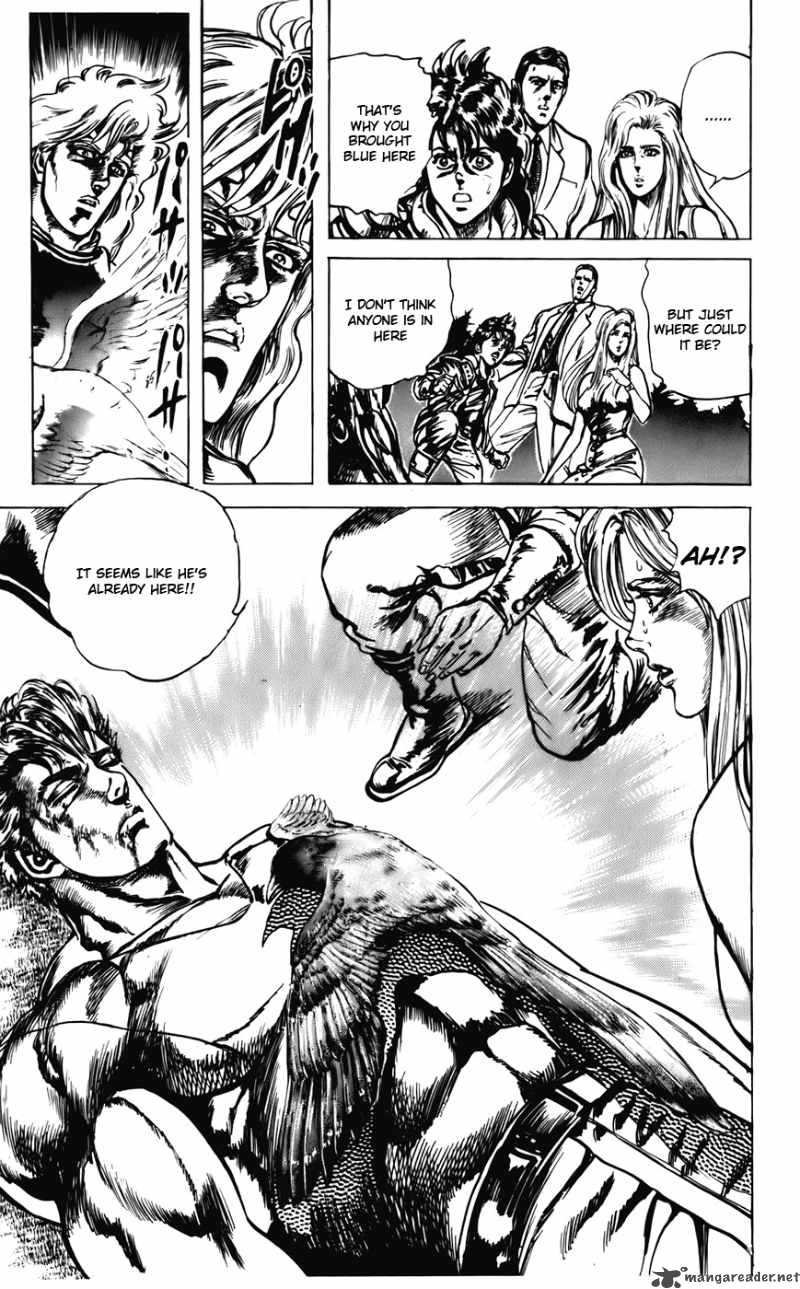 THAT'S
WHY YOU
BROUGHT
BLUE HERE
......
I DON'T THINK
ANYONE IS IN
HERE
BUT JUST
WHERE COULD
IT BE?
IT SEEMS LIKE HE'S
ALREADY HERE!!
AH!?
mangareader.net